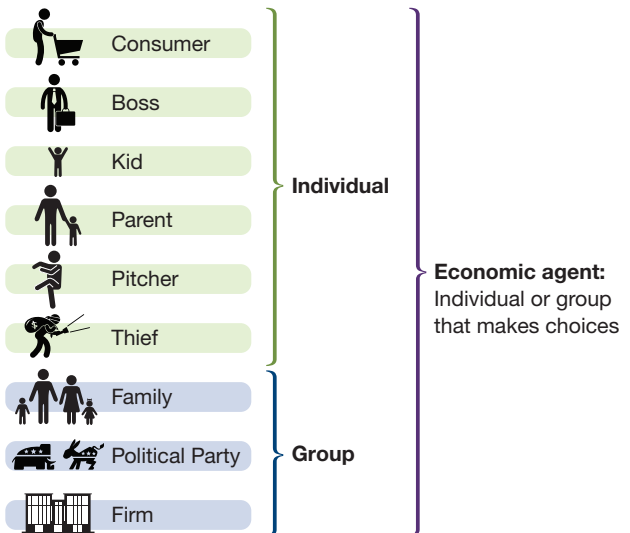 Consumer
Boss
Kid
Individual
Parent
Economic agent:
Individual or group
that makes choices
Pitcher
Thief
Family
Political Party
Group
Firm